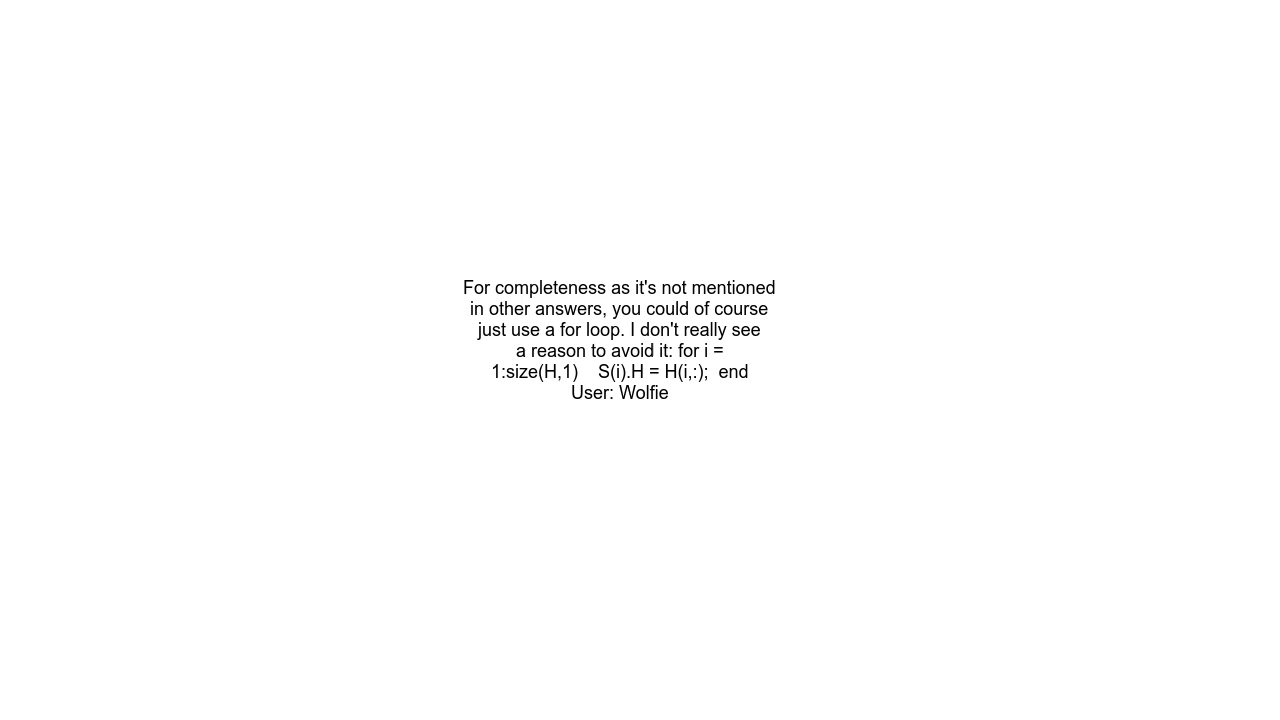 For completeness as it's not mentioned
in other answers, you could of course
just use a for loop. I don't really see
a reason to avoid it: for i =
1:size(H,1)    S(i).H = H(i,:);  end
User: Wolfie